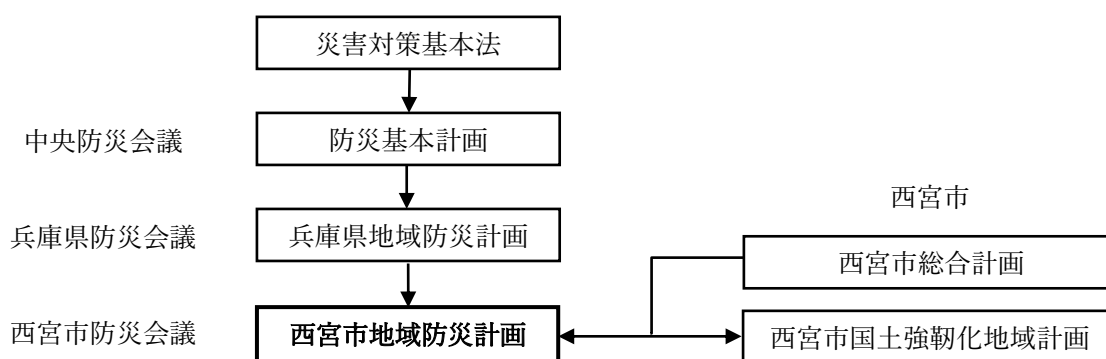 災害対策基本法
中央防災会議
防災基本計画
西宮市
兵庫県防災会議
兵庫県地域防災計画
西宮市総合計画
西宮市防災会議
西宮市地域防災計画
西宮市国土強靭化地域計画